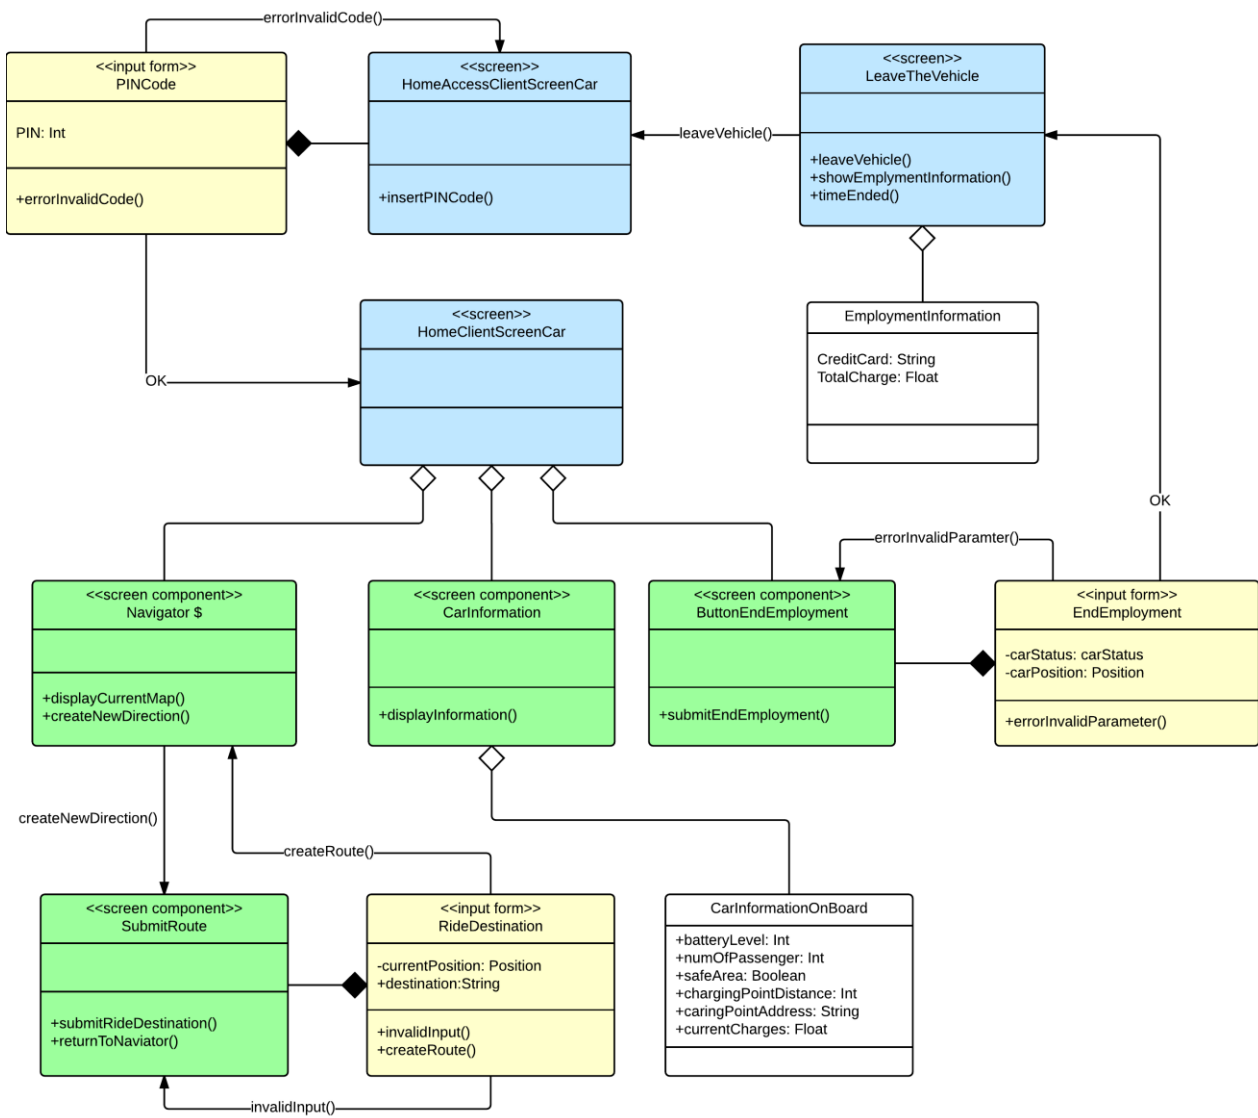 errorInvalidCode()
<<input form>>
PINCode
PIN: Int
+errorInvalidCode()
<<screen>>
HomeAccessClientScreenCar
+insertPINCode()
leaveVehicle()
<<screen>>
LeaveTheVehicle
+leaveVehicle()
+showEmplymentInformation()
+timeEnded()
EmploymentInformation
CreditCard: String
TotalCharge: Float
<<screen>>
HomeClientScreenCar
OK
OK
errorInvalidParamter()
<<screen component>>
Navigator $
+displayCurrentMap()
+createNewDirection()
<<screen component>>
CarInformation
+displayInformation()
<<screen component>>
ButtonEndEmployment
+submitEndEmployment()
<<input form>>
EndEmployment
-carStatus: carStatus
-carPosition: Position
+errorInvalidParameter()
createNewDirection()
createRoute()
<<screen component>>
SubmitRoute
+submitRideDestination()
+returnToNaviator()
<<input form>>
RideDestination
-currentPosition: Position
+destination:String
+invalidInput()
+createRoute()
CarInformationOnBoard
+batteryLevel: Int
+numOfPassenger: Int
+safeArea: Boolean
+chargingPointDistance: Int
+caringPointAddress: String
+currentCharges: Float
invalidInput()